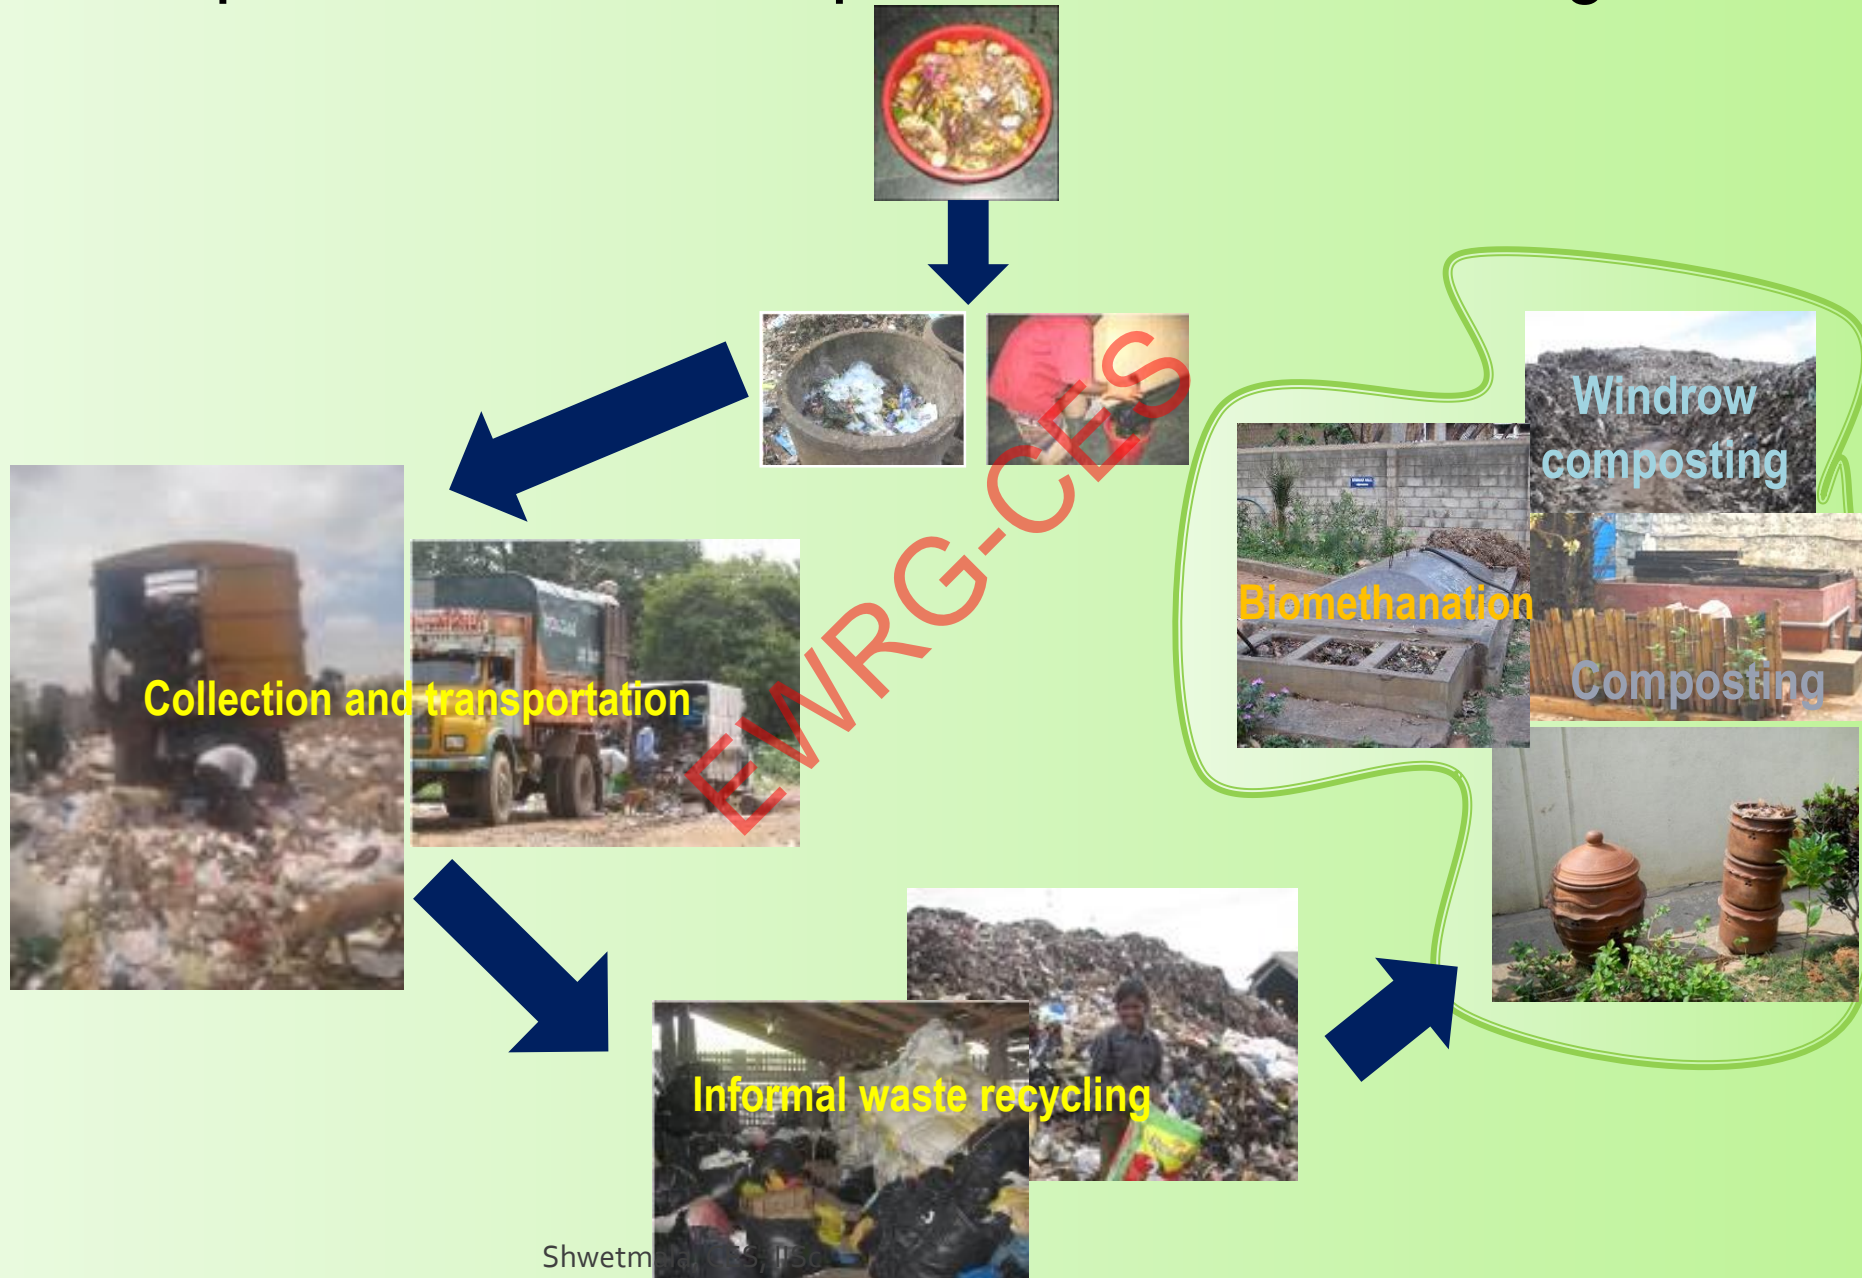 Windrow
composting
Biomethanation
Composting
Collection and transportation
EWRG-CES
Informal waste recycling